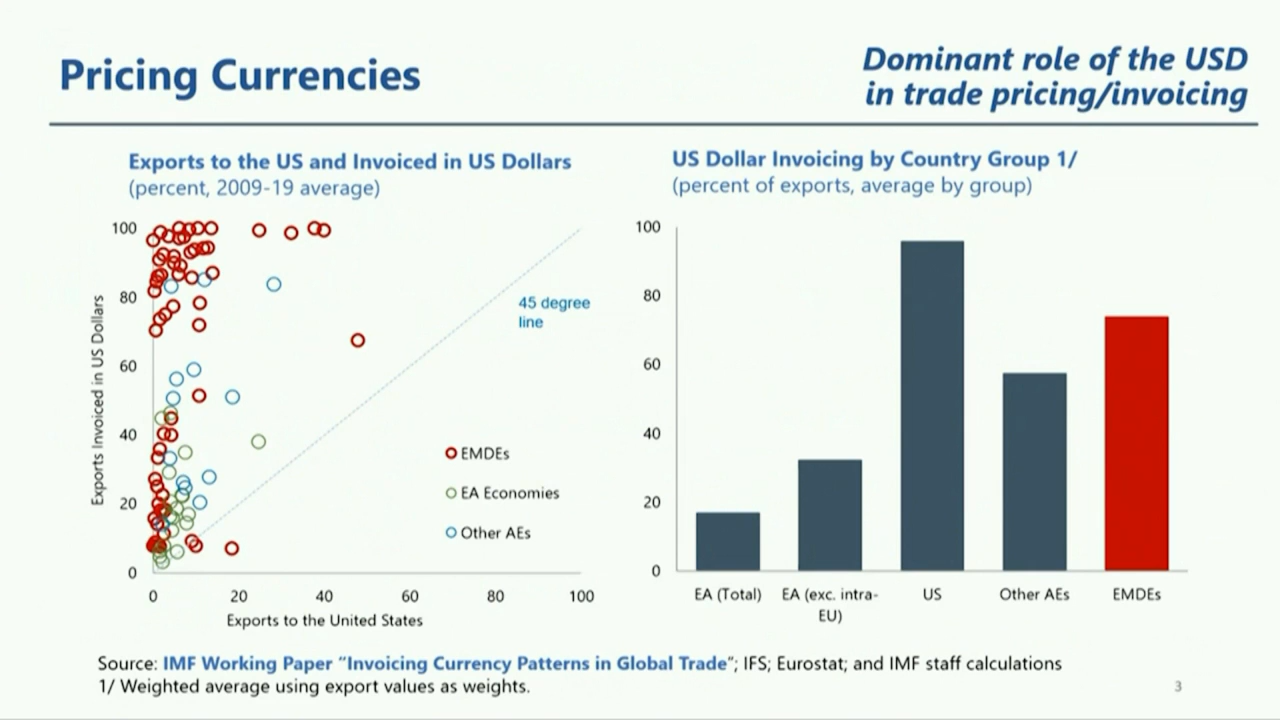 Pricing Currencies
Dominant role of the USD
in trade pricing/invoicing
Exports to the US and Invoiced in US Dollars
(percent, 2009-19 average)
Exports Invoiced in US Dollars
100
80
60
40
20
0
0 20 40 60 80 100
Exports to the United States
45 degree
line
EMDEs
EA Economies
Other AEs
US Dollar Invoicing by Country Group 1/
(percent of exports, average by group)
100
80
60
40
20
0
EA (Total) EA (exc. intra- US Other AEs EMDEs
EU)
Source: IMF Working Paper “Invoicing Currency Patterns in Global Trade”; IFS; Eurostat; and IMF staff calculations
1/ Weighted average using export values as weights.
3